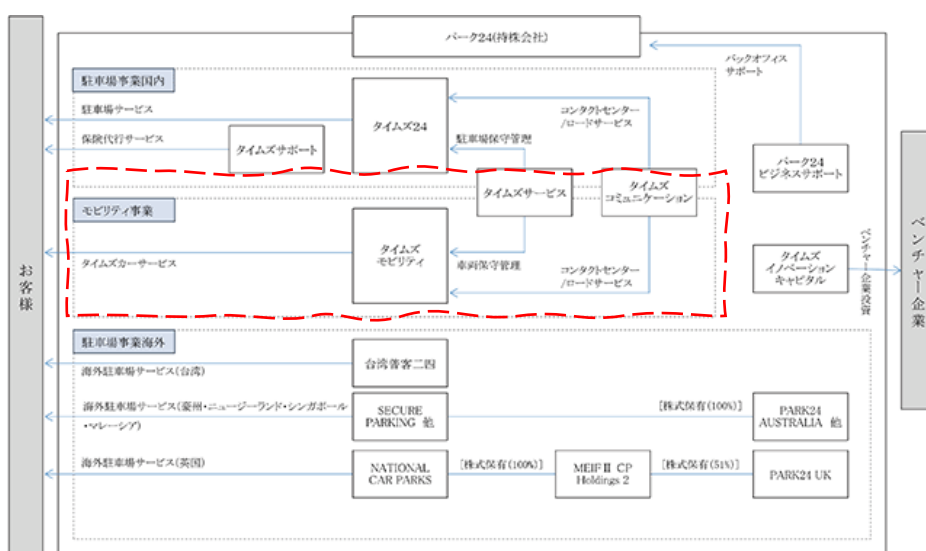 パーク24(持株会社)
バックオフィス
サポート
駐車場事業国内
駐車場サービス
保険代行サービス
タイムズサポート
タイムズ24
コンタクトセンター
/ロードサービス
駐車場保守管理
パーク24
ビジネスサポート
タイムズサービス
タイムズ
コミュニケーション
モビリティ事業
タイムズカーサービス
タイムズ
モビリティ
車両保守管理
コンタクトセンター
/ロードサービス
タイムズ
イノベーション
キャピタル
ベンチャー企業投資
お客様
ベンチャー企業
駐車場事業海外
海外駐車場サービス(台湾)
台湾普客二四
海外駐車場サービス(豪州・ニュージーランド・シンガポール
・マレーシア)
SECURE
PARKING 他
[株式保有(100%)]
PARK24
AUSTRALIA 他
海外駐車場サービス(英国)
NATIONAL
CAR PARKS
[株式保有(100%)]
MEIFⅡ CP
Holdings 2
[株式保有(51%)]
PARK24 UK